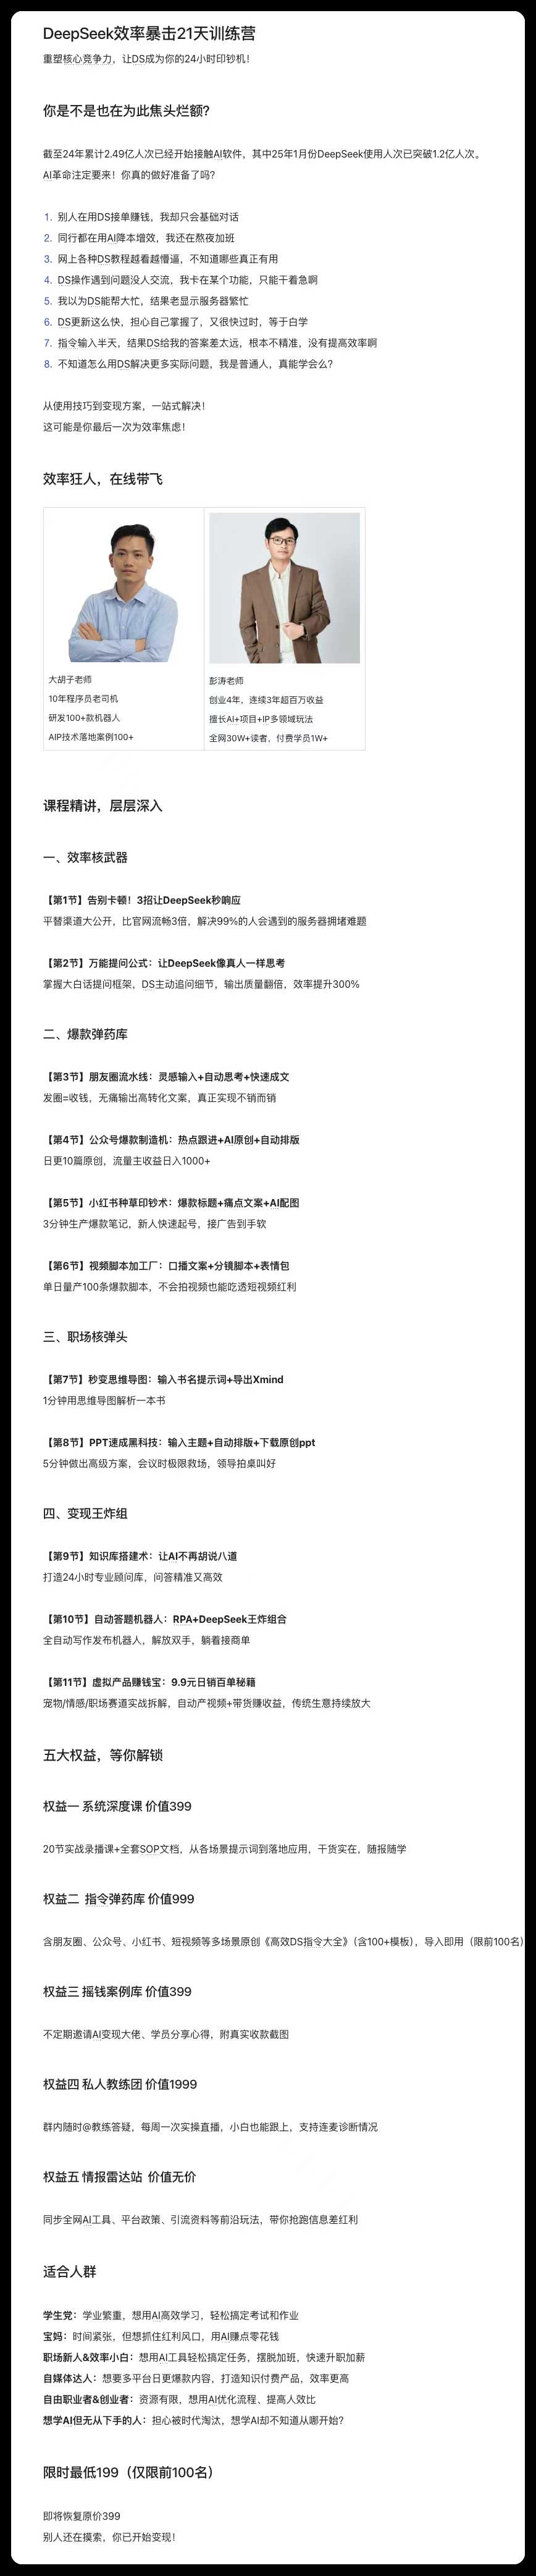 DeepSeek效率暴击21天训练营
重塑核心竞争力，让DS成为你的24小时印钞机！
你是不是也在为此焦头烂额？
截至24年累计2.49亿人次已经开始接触AI软件，其中25年1月份DeepSeek使用人次已突破1.2亿人次。
AI革命注定要来！你真的做好准备了吗？
1. 别人在用DS接单赚钱，我却只会基础对话
2. 同行都在用AI降本增效，我还在熬夜加班
3. 网上各种DS教程越看越懵逼，不知道哪些真正有用
4. DS操作遇到问题没人交流，我卡在某个功能，只能干看急啊
5. 我以为DS能帮大忙，结果老显示服务器繁忙
6. DS更新这么快，担心自己掌握了，又很快过时，等于白学
7. 指令输入半天，结果DS给我的答案差太远，根本不精准，没有提高效率啊
8. 不知道怎么用DS解决更多实际问题，我是普通人，真能学会么？
从使用技巧到变现方案，一站式解决！
这可能是你最后一次为效率焦虑！
效率狂人，在线带飞
大胡子老师
10年程序员老司机
研发100+款机器人
AIP技术落地案例100+
彭涛老师
创业4年，连续3年超百万收益
擅长AI+项目+IP多领域玩法
全网30W+读者，付费学员1W+
课程精讲，层层深入
一、效率核武器
【第1节】告别卡顿！3招让DeepSeek秒响应
平替渠道大公开，比官网流畅3倍，解决99%的人会遇到的服务器拥堵难题
【第2节】万能提问公式：让DeepSeek像真人一样思考
掌握大白话提问框架，DS主动追问细节，输出质量翻倍，效率提升300%
二、爆款弹药库
【第3节】朋友圈流水线：灵感输入+自动思考+快速成文
发圈=收钱，无痛输出高转化文案，真正实现不销而销
【第4节】公众号爆款制造机：热点跟进+AI原创+自动排版
日更10篇原创，流量主收益日入1000+
【第5节】小红书种草印钞术：爆款标题+痛点文案+AI配图
3分钟生产爆款笔记，新人快速起号，接广告到手软
【第6节】视频脚本加工厂：口播文案+分镜脚本+表情包
单日量产100条爆款脚本，不会拍视频也能吃透短视频红利
三、职场核弹头
【第7节】秒变思维导图：输入书名提示词+导出Xmind
1分钟用思维导图解析一本书
【第8节】PPT速成黑科技：输入主题+自动排版+下载原创ppt
5分钟做出高级方案，会议时极限救场，领导拍桌叫好
四、变现王炸组
【第9节】知识库搭建术：让AI不再胡说八道
打造24小时专业顾问库，问答精准又高效
【第10节】自动答题机器人：RPA+DeepSeek王炸组合
全自动写作发布机器人，解放双手，躺着接商单
【第11节】虚拟产品赚钱宝：9.9元日销百单秘籍
宠物/情感/职场赛道实战拆解，自动产视频+带货赚收益，传统生意持续放大
五大权益，等你解锁
权益一 系统深度课 价值399
20节实战录播课+全套SOP文档，从各场景提示词到落地应用，干货实在，随报随学
权益二 指令弹药库 价值999
含朋友圈、公众号、小红书、短视频等多场景原创《高效DS指令大全》（含100+模板），导入即用（限前100名）
权益三 摇钱案例库 价值399
不定期邀请AI变现大佬、学员分享心得，附真实收款截图
权益四 私人教练团 价值1999
群内随时@教练答疑，每周一次实操直播，小白也能跟上，支持连麦诊断情况
权益五 情报雷达站 价值无价
同步全网AI工具、平台政策、引流资料等前沿玩法，带你抢跑信息差红利
适合人群
学生党：学业繁重，想用AI高效学习，轻松搞定考试和作业
宝妈：时间紧张，但想抓住红利风口，用AI赚点零花钱
职场新人&效率小白：想用AI工具轻松搞定任务，摆脱加班，快速升职加薪
自媒体达人：想要多平台日更爆款内容，打造知识付费产品，效率更高
自由职业者&创业者：资源有限，想用AI优化流程、提高人效比
想学AI但无从下手的人：担心被时代淘汰，想学AI却不知道从哪开始？
限时最低199（仅限前100名）
即将恢复原价399
别人还在摸索，你已开始变现！